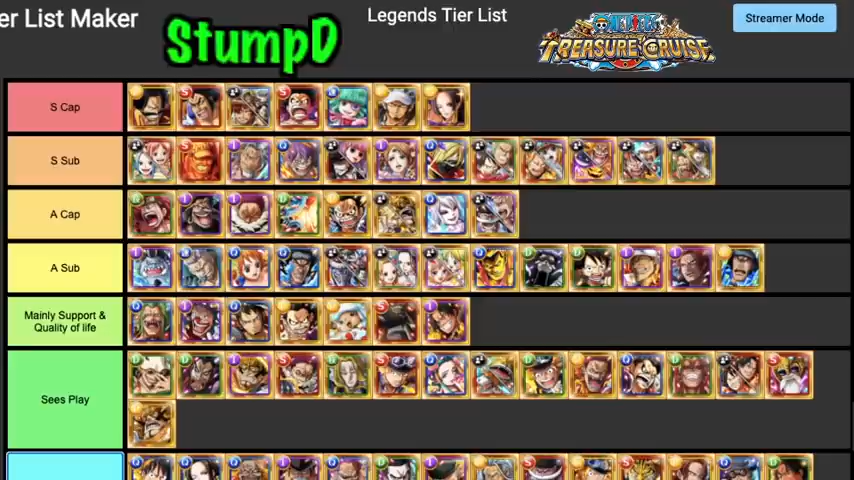 er List Maker
StumpD
Legends Tier List
ONE PIECE
TREASURE CRUISE
Streamer Mode
S Cap
S Sub
A Cap
A Sub
Mainly Support &
Quality of life
Sees Play